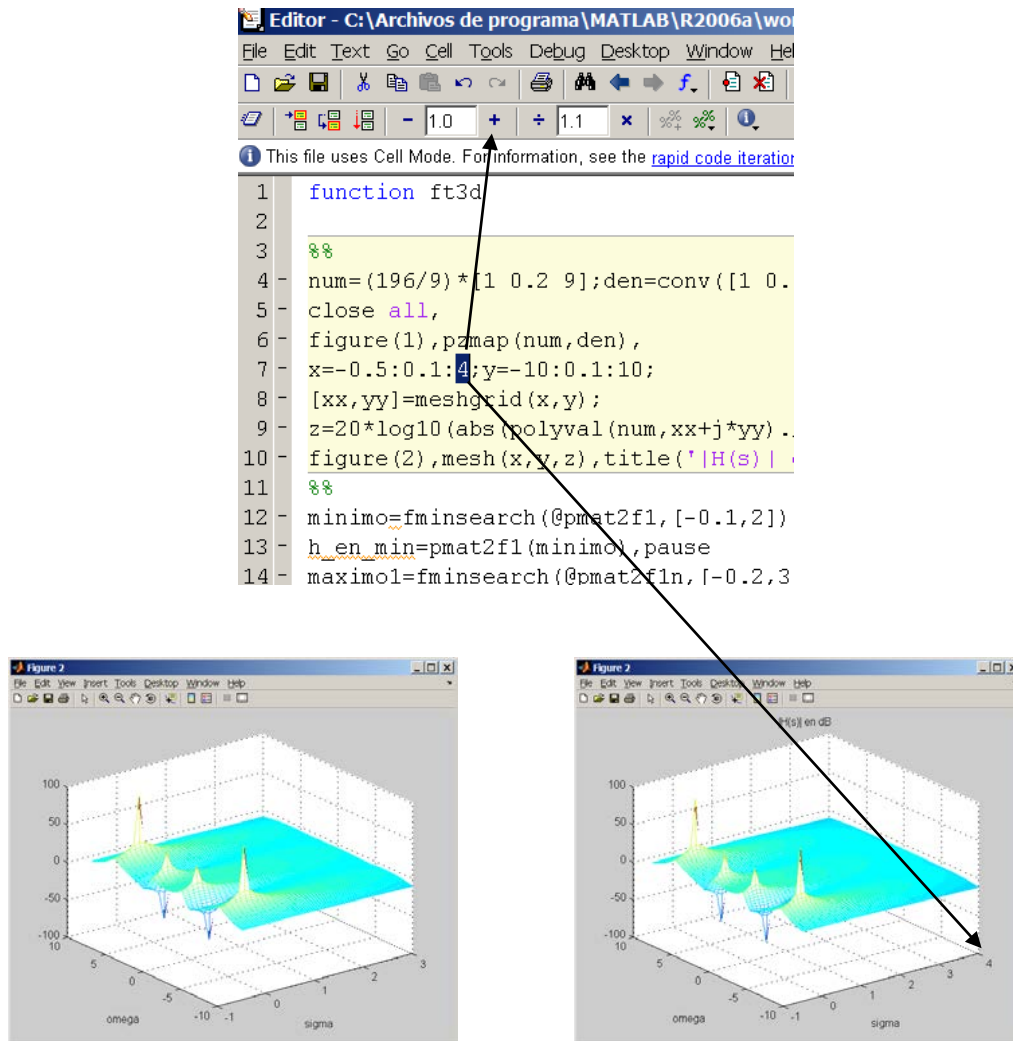 Editor - C:\Archivos de programa\MATLAB\R2006a\wo
File Edit Text Go Cell Tools Debug Desktop Window Hel
- 1.0 + ÷ 1.1 ×
This file uses Cell Mode. For information, see the rapid code iteration
1 function ft3d
2
3 %%
4 - num=(196/9)*[1 0.2 9];den=conv([1 0.
5 - close all,
6 - figure(1),pzmap(num,den),
7 - x=-0.5:0.1:4;y=-10:0.1:10;
8 - [xx,yy]=meshgrid(x,y);
9 - z=20*log10(abs(polyval(num,xx+j*yy).
10 - figure(2),mesh(x,y,z),title('|H(s)|
11 %%
12 - minimo=fminsearch(@pmat2f1,[-0.1,2])
13 - h_en_min=pmat2f1(minimo),pause
14 - maximo1=fminsearch(@pmat2f1n,[-0.2,3
Figure 2
File Edit View Insert Tools Desktop Window Help
100
50
0
-50
-100
10
5
0
-5
-10
-1
0
1
2
3
omega
sigma
Figure 2
File Edit View Insert Tools Desktop Window Help
|H(s)| en dB
100
50
0
-50
-100
10
5
0
-5
-10
-1
0
1
2
3
4
omega
sigma